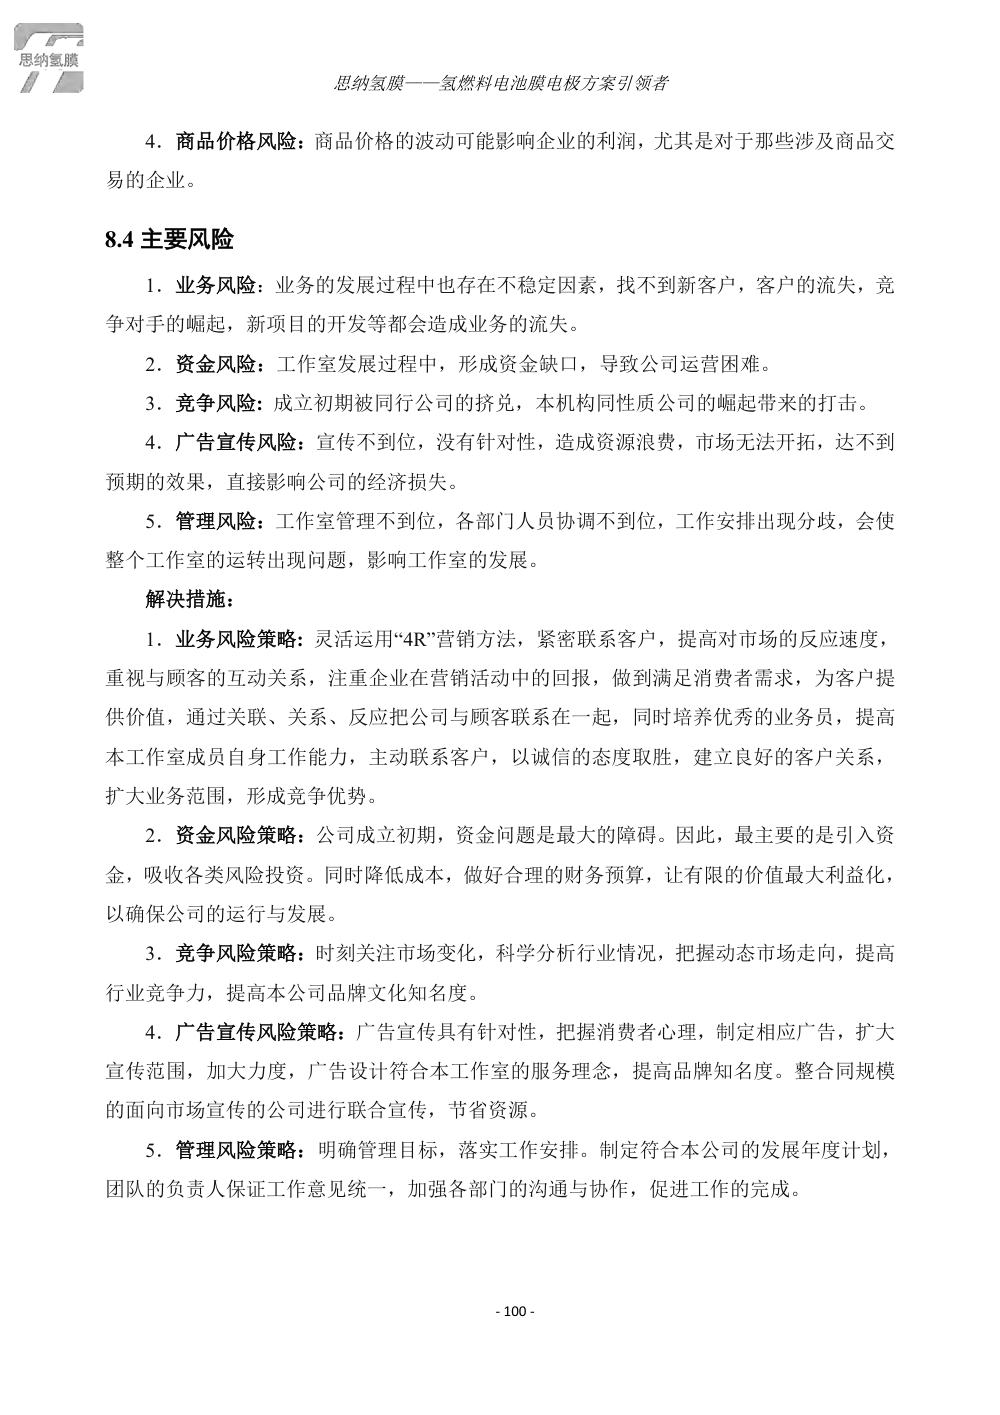 思纳氢膜
思纳氢膜——氢燃料电池膜电极方案引领者
4．商品价格风险：商品价格的波动可能影响企业的利润，尤其是对于那些涉及商品交
易的企业。
8.4 主要风险
1．业务风险：业务的发展过程中也存在不稳定因素，找不到新客户，客户的流失，竞
争对手的崛起，新项目的开发等都会造成业务的流失。
2．资金风险：工作室发展过程中，形成资金缺口，导致公司运营困难。
3．竞争风险：成立初期被同行公司的挤兑，本机构同性质公司的崛起带来的打击。
4．广告宣传风险：宣传不到位，没有针对性，造成资源浪费，市场无法开拓，达不到
预期的效果，直接影响公司的经济损失。
5．管理风险：工作室管理不到位，各部门人员协调不到位，工作安排出现分歧，会使
整个工作室的运转出现问题，影响工作室的发展。
解决措施：
1．业务风险策略：灵活运用“4R”营销方法，紧密联系客户，提高对市场的反应速度，
重视与顾客的互动关系，注重企业在营销活动中的回报，做到满足消费者需求，为客户提
供价值，通过关联、关系、反应把公司与顾客联系在一起，同时培养优秀的业务员，提高
本工作室成员自身工作能力，主动联系客户，以诚信的态度取胜，建立良好的客户关系，
扩大业务范围，形成竞争优势。
2．资金风险策略：公司成立初期，资金问题是最大的障碍。因此，最主要的是引入资
金，吸收各类风险投资。同时降低成本，做好合理的财务预算，让有限的价值最大利益化，
以确保公司的运行与发展。
3．竞争风险策略：时刻关注市场变化，科学分析行业情况，把握动态市场走向，提高
行业竞争力，提高本公司品牌文化知名度。
4．广告宣传风险策略：广告宣传具有针对性，把握消费者心理，制定相应广告，扩大
宣传范围，加大力度，广告设计符合本工作室的服务理念，提高品牌知名度。整合同规模
的面向市场宣传的公司进行联合宣传，节省资源。
5．管理风险策略：明确管理目标，落实工作安排。制定符合本公司的发展年度计划，
团队的负责人保证工作意见统一，加强各部门的沟通与协作，促进工作的完成。
- 100 -